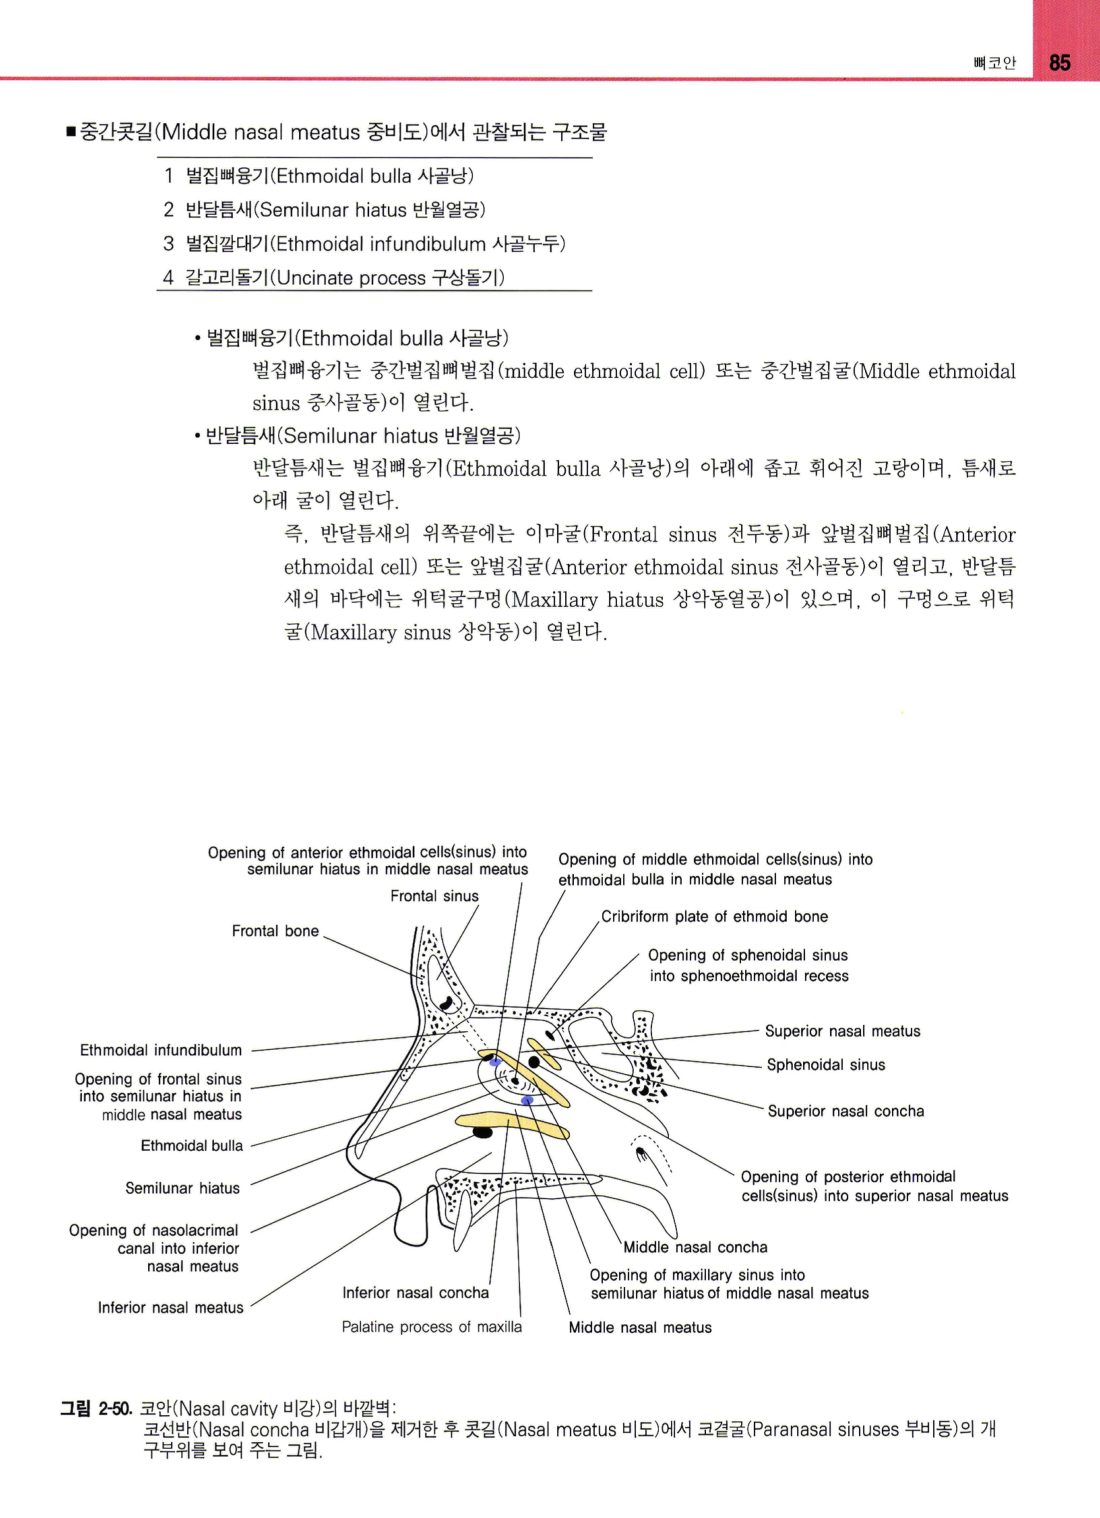 뼈코안 85
■ 중간콧길(Middle nasal meatus 중비도)에서 관찰되는 구조물
1 벌집뼈융기(Ethmoidal bulla 사골낭)
2 반달틈새(Semilunar hiatus 반월열공)
3 벌집깔대기(Ethmoidal infundibulum 사골누두)
4 갈고리돌기(Uncinate process 구상돌기)
• 벌집뼈융기(Ethmoidal bulla 사골낭)
벌집뼈융기는 중간벌집뼈벌집(middle ethmoidal cell) 또는 중간벌집굴(Middle ethmoidal
sinus 중사골동)이 열린다.
• 반달틈새(Semilunar hiatus 반월열공)
반달틈새는 벌집뼈융기(Ethmoidal bulla 사골낭)의 아래에 좁고 휘어진 고랑이며, 틈새로
아래 굴이 열린다.
즉, 반달틈새의 위쪽끝에는 이마굴(Frontal sinus 전두동)과 앞벌집뼈벌집(Anterior
ethmoidal cell) 또는 앞벌집굴(Anterior ethmoidal sinus 전사골동)이 열리고, 반달틈
새의 바닥에는 위턱굴구멍(Maxillary hiatus 상악동열공)이 있으며, 이 구멍으로 위턱
굴(Maxillary sinus 상악동)이 열린다.
Opening of anterior ethmoidal cells(sinus) into
semilunar hiatus in middle nasal meatus
Opening of middle ethmoidal cells(sinus) into
ethmoidal bulla in middle nasal meatus
Frontal sinus
Cribriform plate of ethmoid bone
Frontal bone
Opening of sphenoidal sinus
into sphenoethmoidal recess
Superior nasal meatus
Ethmoidal infundibulum
Sphenoidal sinus
Opening of frontal sinus
into semilunar hiatus in
middle nasal meatus
Superior nasal concha
Ethmoidal bulla
Opening of posterior ethmoidal
cells(sinus) into superior nasal meatus
Semilunar hiatus
Opening of nasolacrimal
canal into inferior
nasal meatus
Middle nasal concha
Opening of maxillary sinus into
semilunar hiatus of middle nasal meatus
Inferior nasal concha
Inferior nasal meatus
Palatine process of maxilla
Middle nasal meatus
그림 2-50. 코안(Nasal cavity 비강)의 바깥벽:
코선반(Nasal concha 비갑개)을 제거한 후 콧길(Nasal meatus 비도)에서 코곁굴(Paranasal sinuses 부비동)의 개
구부위를 보여 주는 그림.